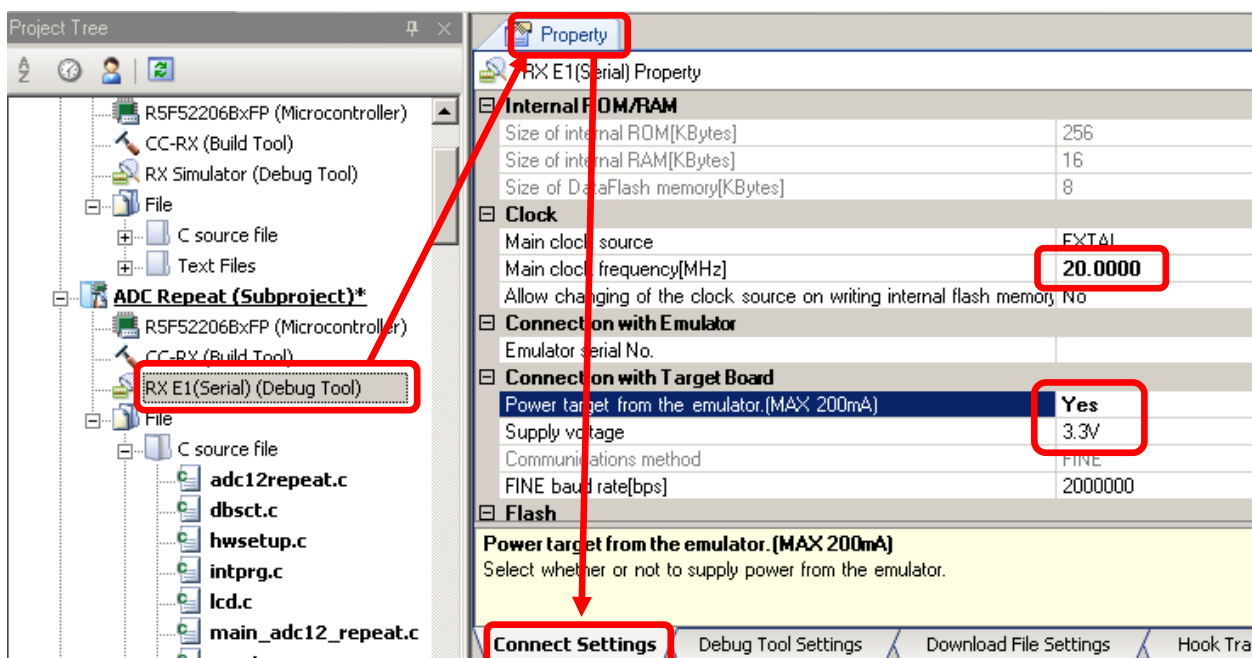 Project Tree
R5F52206BxFP (Microcontroller)
CC-RX (Build Tool)
RX Simulator (Debug Tool)
File
C source file
Text Files
ADC Repeat (Subproject)*
R5F52206BxFP (Microcontroller)
CC-RX (Build Tool)
RX E1(Serial) (Debug Tool)
File
C source file
adc12repeat.c
dbsct.c
hwsetup.c
intprg.c
lcd.c
main_adc12_repeat.c
Property
RX E1(Serial) Property
Internal ROM/RAM
Size of internal ROM[KBytes] 256
Size of internal RAM[KBytes] 16
Size of DataFlash memory[KBytes] 8
Clock
Main clock source EXTAL
Main clock frequency[MHz] 20.0000
Allow changing of the clock source on writing internal flash memory No
Connection with Emulator
Emulator serial No.
Connection with Target Board
Power target from the emulator.(MAX 200mA) Yes
Supply voltage 3.3V
Communications method FINE
FINE baud rate[bps] 2000000
Flash
Power target from the emulator.(MAX 200mA)
Select whether or not to supply power from the emulator.
Connect Settings Debug Tool Settings Download File Settings Hook Tra